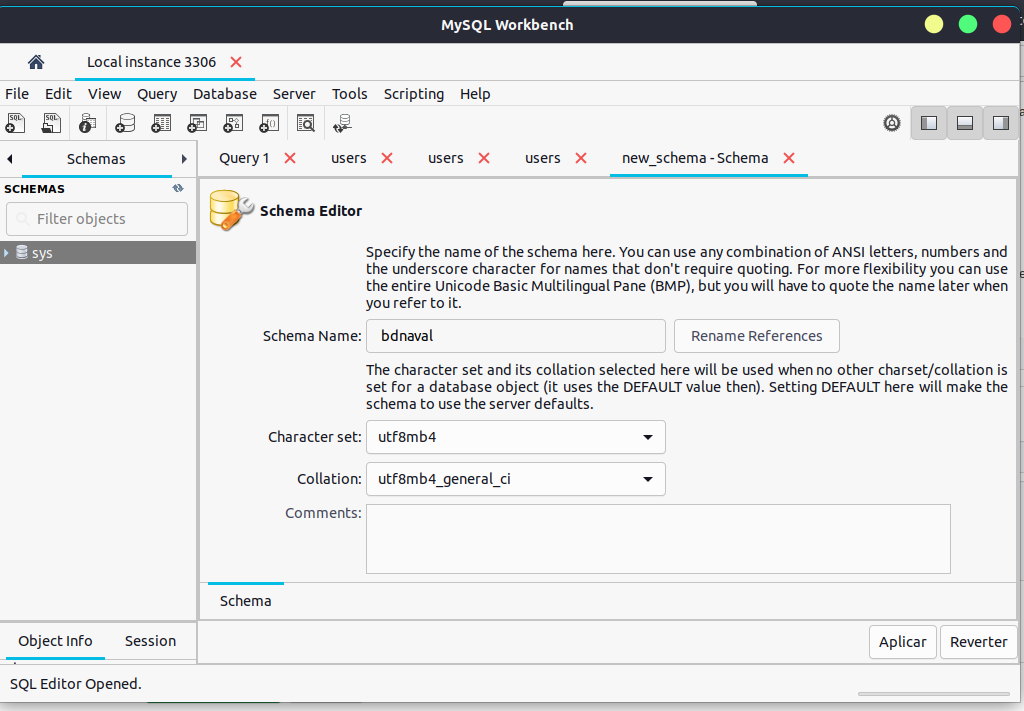 MySQL Workbench
Local instance 3306
File Edit View Query Database Server Tools Scripting Help
SQL SQL
Schemas
Query 1 users users users new_schema - Schema
SCHEMAS
Filter objects
sys
Schema Editor
Specify the name of the schema here. You can use any combination of ANSI letters, numbers and
the underscore character for names that don't require quoting. For more flexibility you can use
the entire Unicode Basic Multilingual Pane (BMP), but you will have to quote the name later when
you refer to it.
Schema Name: bdnaval Rename References
The character set and its collation selected here will be used when no other charset/collation is
set for a database object (it uses the DEFAULT value then). Setting DEFAULT here will make the
schema to use the server defaults.
Character set: utf8mb4
Collation: utf8mb4_general_ci
Comments:
Schema
Object Info Session
Aplicar Reverter
SQL Editor Opened.